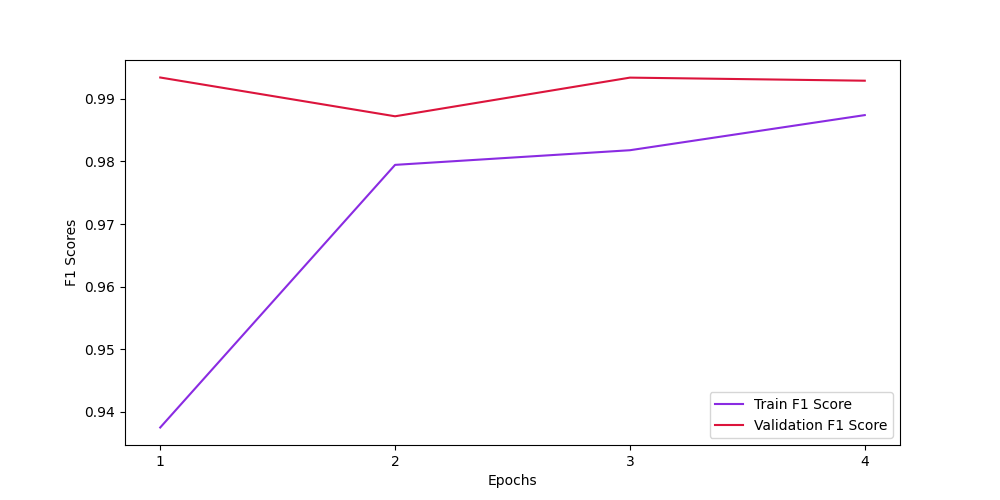 0.99
0.98
0.97
0.96
0.95
0.94
F1 Scores
Train F1 Score
Validation F1 Score
1 2 3 4
Epochs